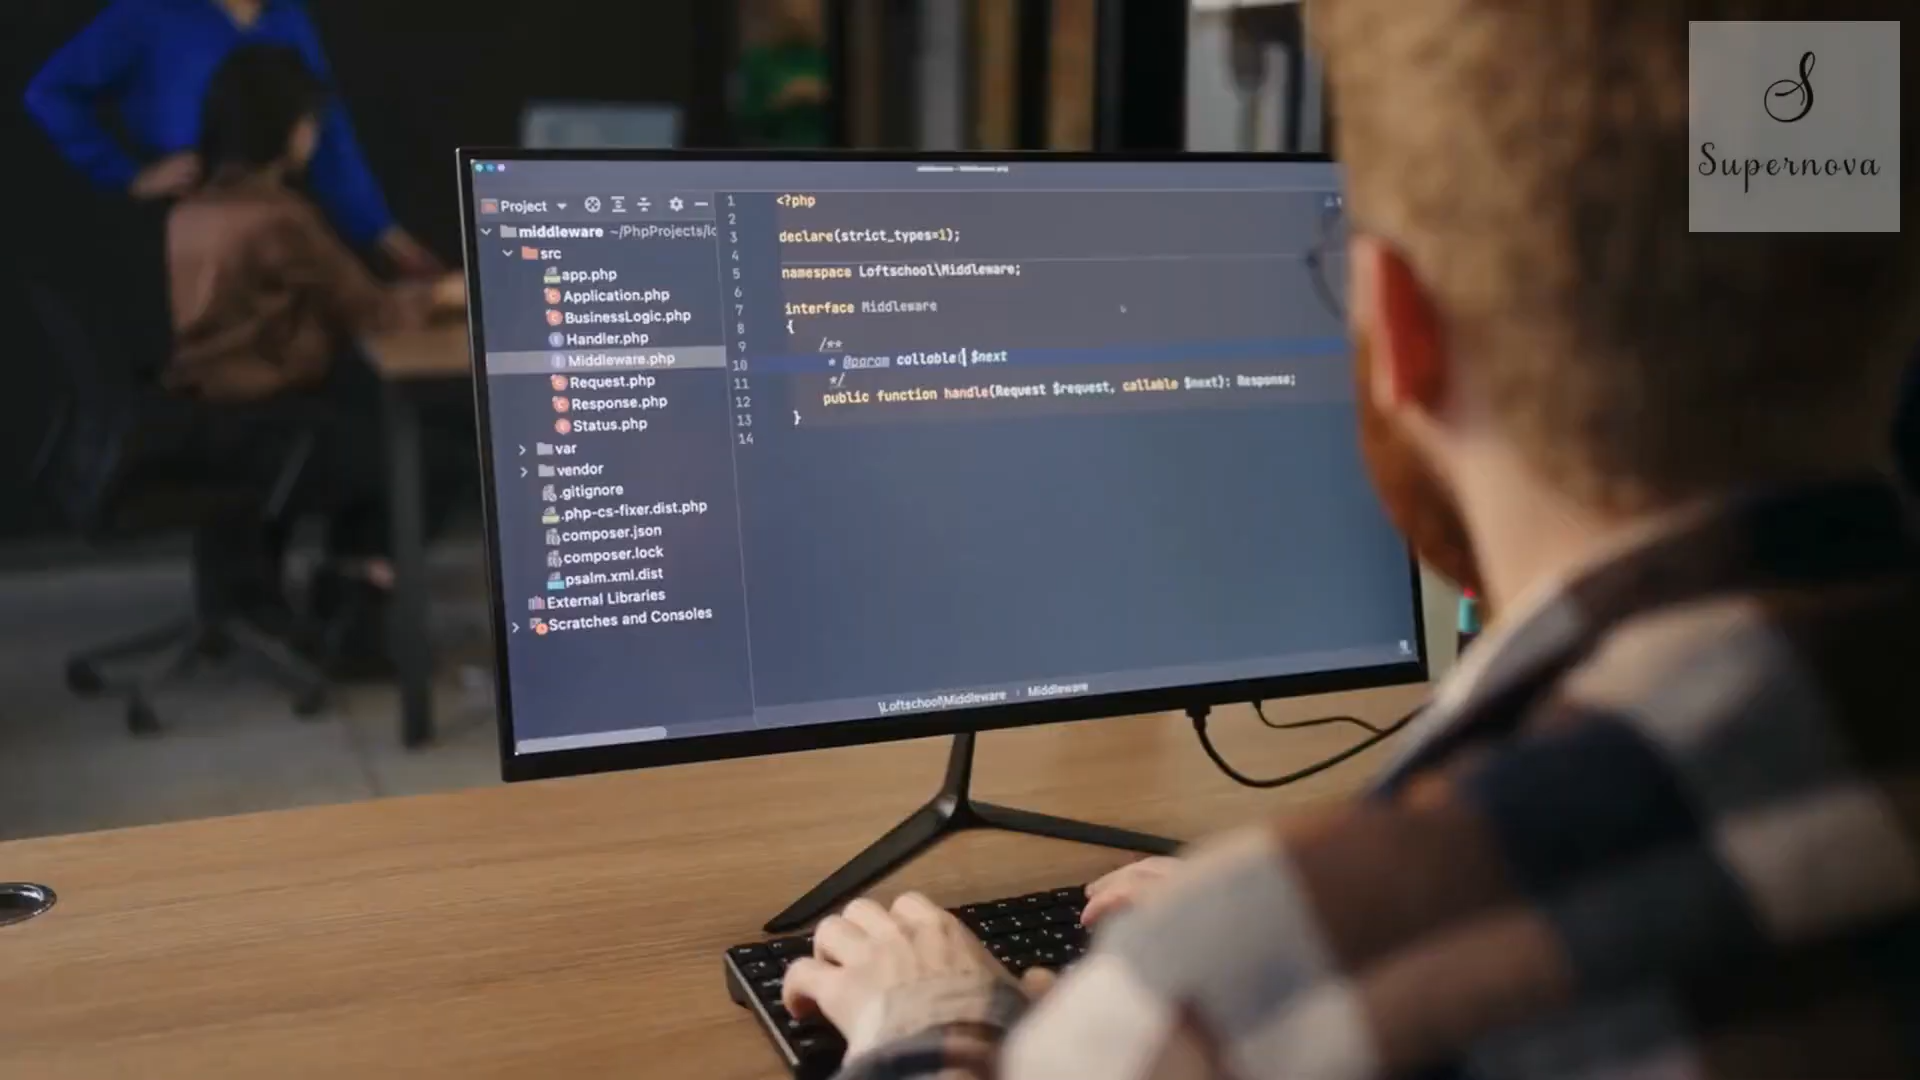 S
Supernova
Project
middleware ~/PhpProjects/lo
src
app.php
Application.php
BusinessLogic.php
Handler.php
Middleware.php
Request.php
Response.php
Status.php
var
vendor
.gitignore
.php-cs-fixer.dist.php
composer.json
composer.lock
psalm.xml.dist
External Libraries
Scratches and Consoles
1 <?php
2
3 declare(strict_types=1);
4
5 namespace Loftschool\Middleware;
6
7 interface Middleware
8 {
9 /**
10 * @param callable( $next
11 */
12 public function handle(Request $request, callable $next): Response;
13 }
14
\Loftschool\Middleware › Middleware